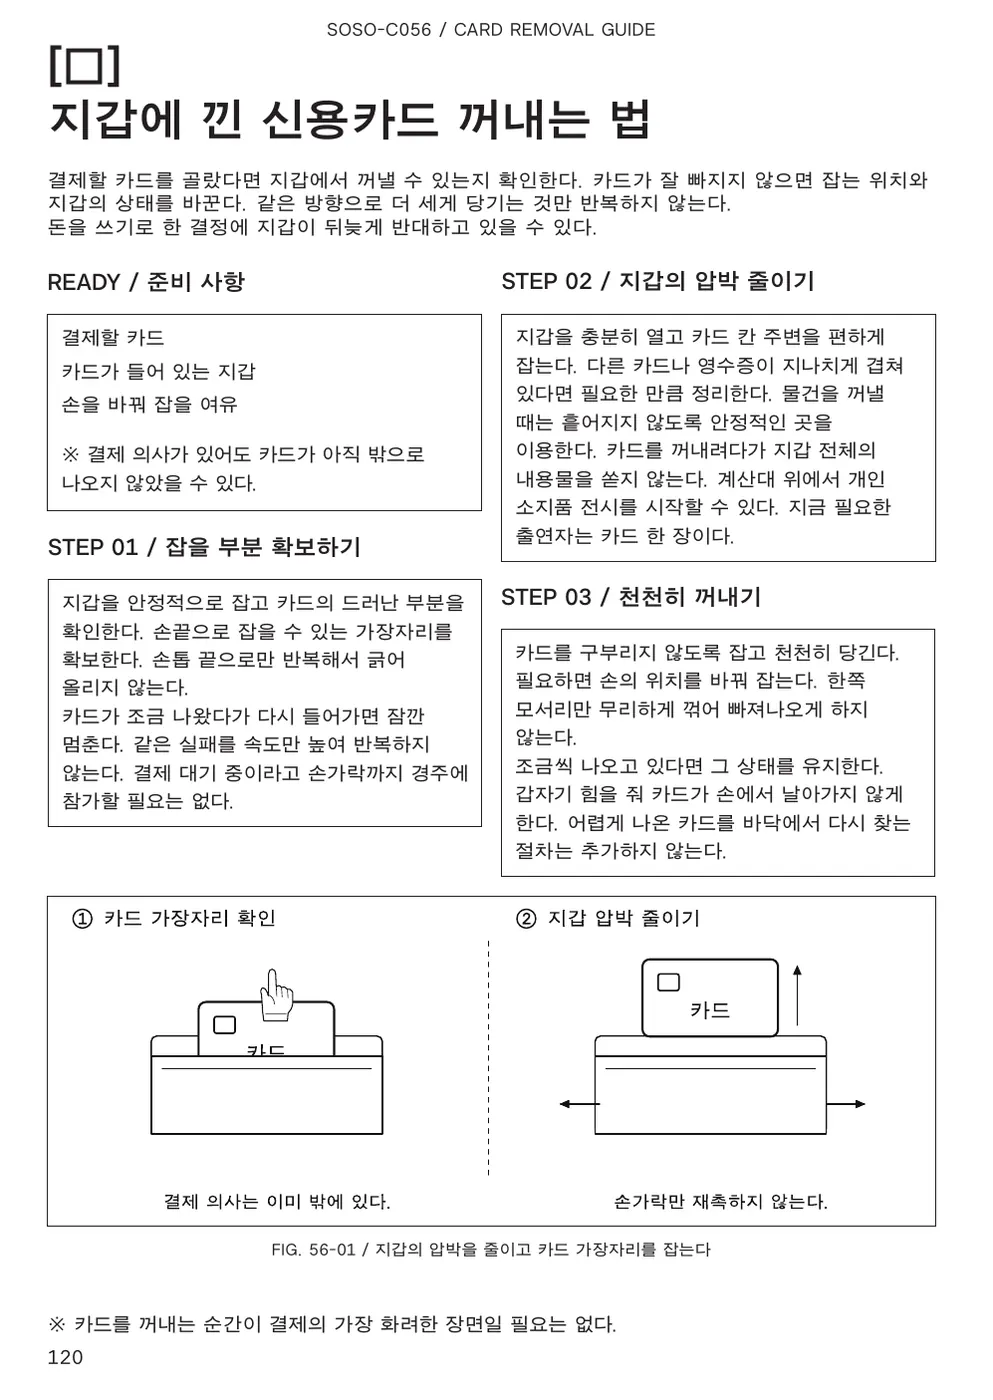 SOSO-C056 / CARD REMOVAL GUIDE
[□]
지갑에 낀 신용카드 꺼내는 법
결제할 카드를 골랐다면 지갑에서 꺼낼 수 있는지 확인한다. 카드가 잘 빠지지 않으면 잡는 위치와
지갑의 상태를 바꾼다. 같은 방향으로 더 세게 당기는 것만 반복하지 않는다.
돈을 쓰기로 한 결정에 지갑이 뒤늦게 반대하고 있을 수 있다.
READY / 준비 사항
결제할 카드
카드가 들어 있는 지갑
손을 바꿔 잡을 여유
※ 결제 의사가 있어도 카드가 아직 밖으로
나오지 않았을 수 있다.
STEP 01 / 잡을 부분 확보하기
지갑을 안정적으로 잡고 카드의 드러난 부분을
확인한다. 손끝으로 잡을 수 있는 가장자리를
확보한다. 손톱 끝으로만 반복해서 긁어
올리지 않는다.
카드가 조금 나왔다가 다시 들어가면 잠깐
멈춘다. 같은 실패를 속도만 높여 반복하지
않는다. 결제 대기 중이라고 손가락까지 경주에
참가할 필요는 없다.
STEP 02 / 지갑의 압박 줄이기
지갑을 충분히 열고 카드 칸 주변을 편하게
잡는다. 다른 카드나 영수증이 지나치게 겹쳐
있다면 필요한 만큼 정리한다. 물건을 꺼낼
때는 흩어지지 않도록 안정적인 곳을
이용한다. 카드를 꺼내려다가 지갑 전체의
내용물을 쏟지 않는다. 계산대 위에서 개인
소지품 전시를 시작할 수 있다. 지금 필요한
출연자는 카드 한 장이다.
STEP 03 / 천천히 꺼내기
카드를 구부리지 않도록 잡고 천천히 당긴다.
필요하면 손의 위치를 바꿔 잡는다. 한쪽
모서리만 무리하게 꺾어 빠져나오게 하지
않는다.
조금씩 나오고 있다면 그 상태를 유지한다.
갑자기 힘을 줘 카드가 손에서 날아가지 않게
한다. 어렵게 나온 카드를 바닥에서 다시 찾는
절차는 추가하지 않는다.
① 카드 가장자리 확인
카드
결제 의사는 이미 밖에 있다.
② 지갑 압박 줄이기
카드
손가락만 재촉하지 않는다.
FIG. 56-01 / 지갑의 압박을 줄이고 카드 가장자리를 잡는다
※ 카드를 꺼내는 순간이 결제의 가장 화려한 장면일 필요는 없다.
120